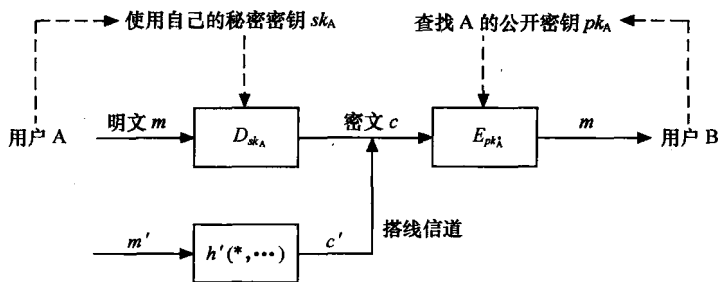 使用自己的秘密密钥 skA
查找 A 的公开密钥 pkA
用户 A
明文 m
DskA
密文 c
EpkA
m
用户 B
m′
h′(*,…)
c′
搭线信道